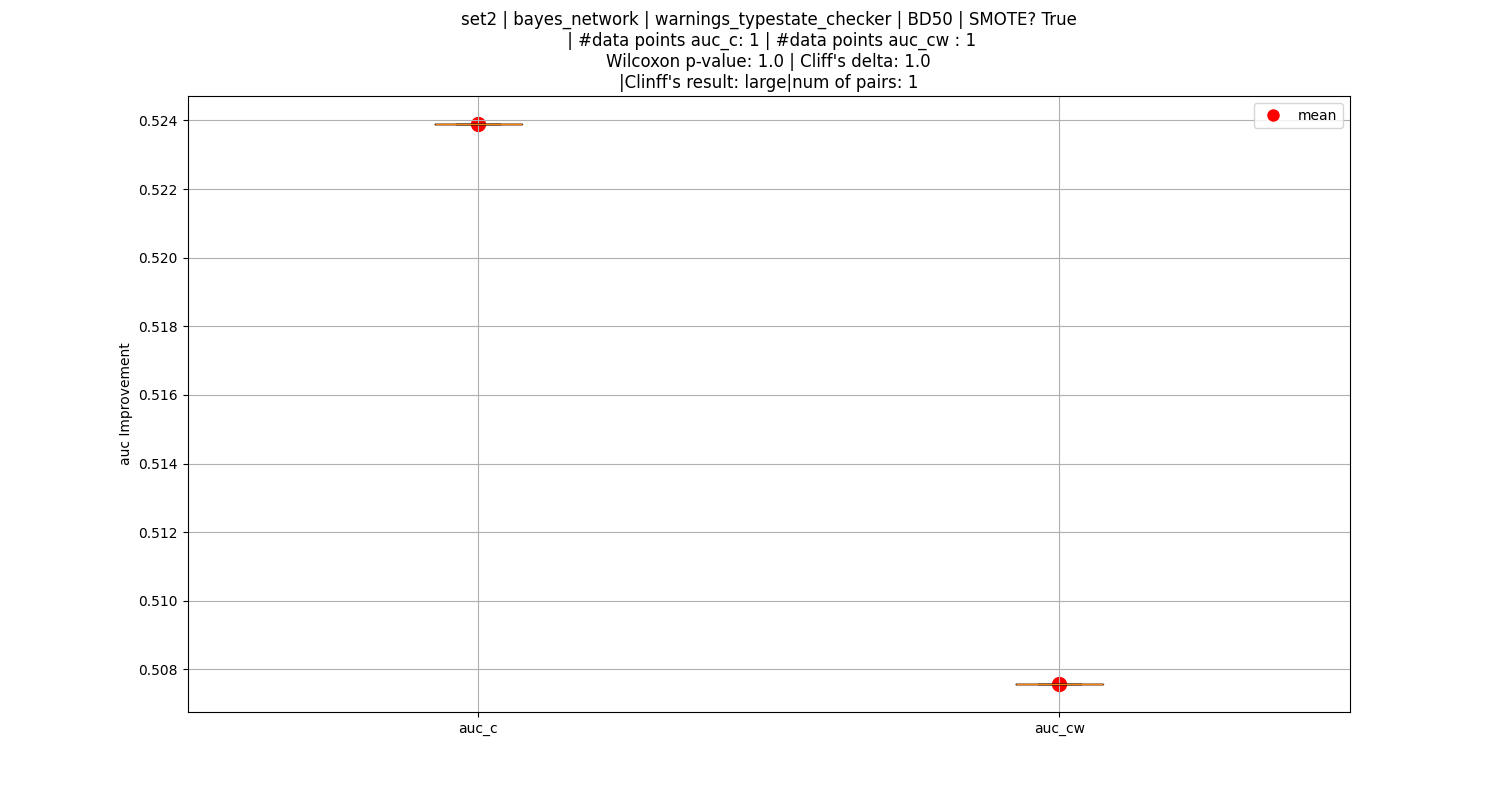 set2 | bayes_network | warnings_typestate_checker | BD50 | SMOTE? True
| #data points auc_c: 1 | #data points auc_cw : 1
Wilcoxon p-value: 1.0 | Cliff's delta: 1.0
|Clinff's result: large|num of pairs: 1
mean
0.524
0.522
0.520
0.518
0.516
0.514
0.512
0.510
0.508
auc Improvement
auc_c
auc_cw